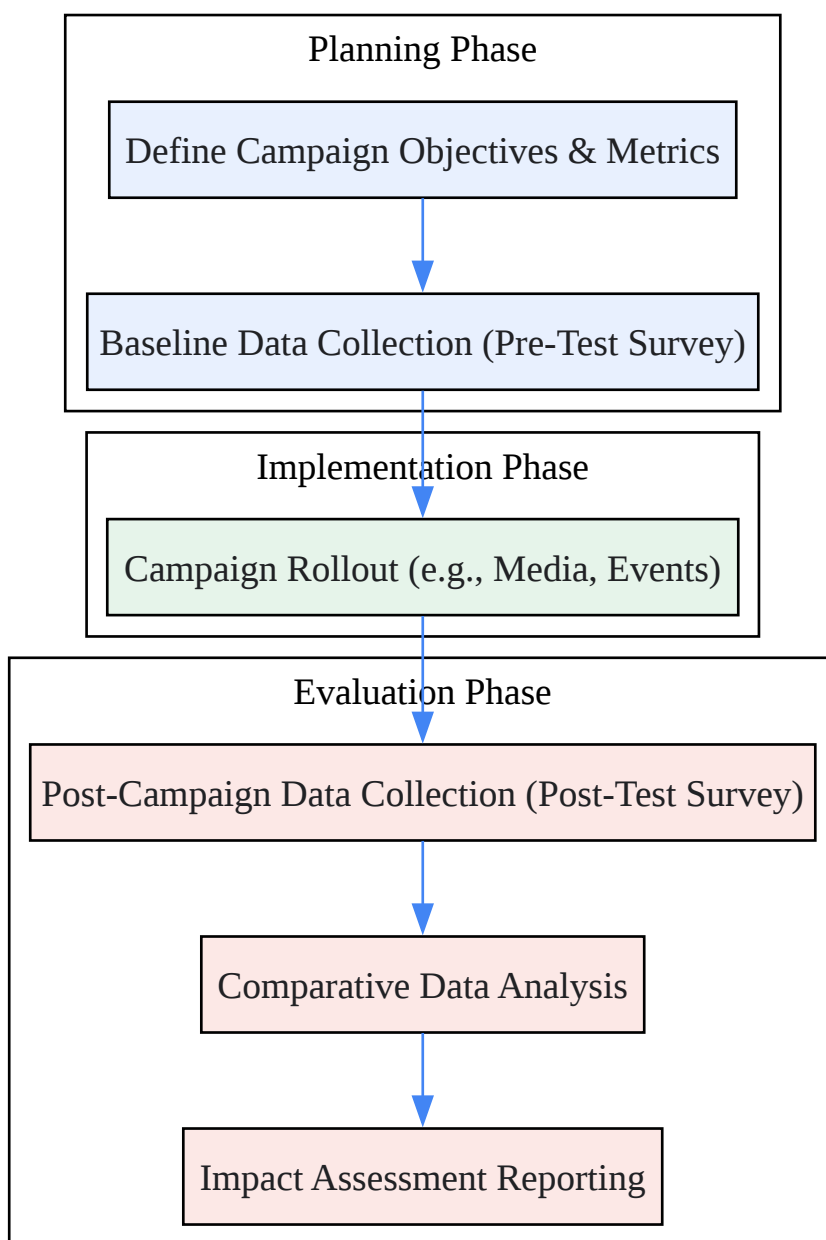 Planning Phase
Define Campaign Objectives & Metrics
Baseline Data Collection (Pre-Test Survey)
Implementation Phase
Campaign Rollout (e.g., Media, Events)
Evaluation Phase
Post-Campaign Data Collection (Post-Test Survey)
Comparative Data Analysis
Impact Assessment Reporting